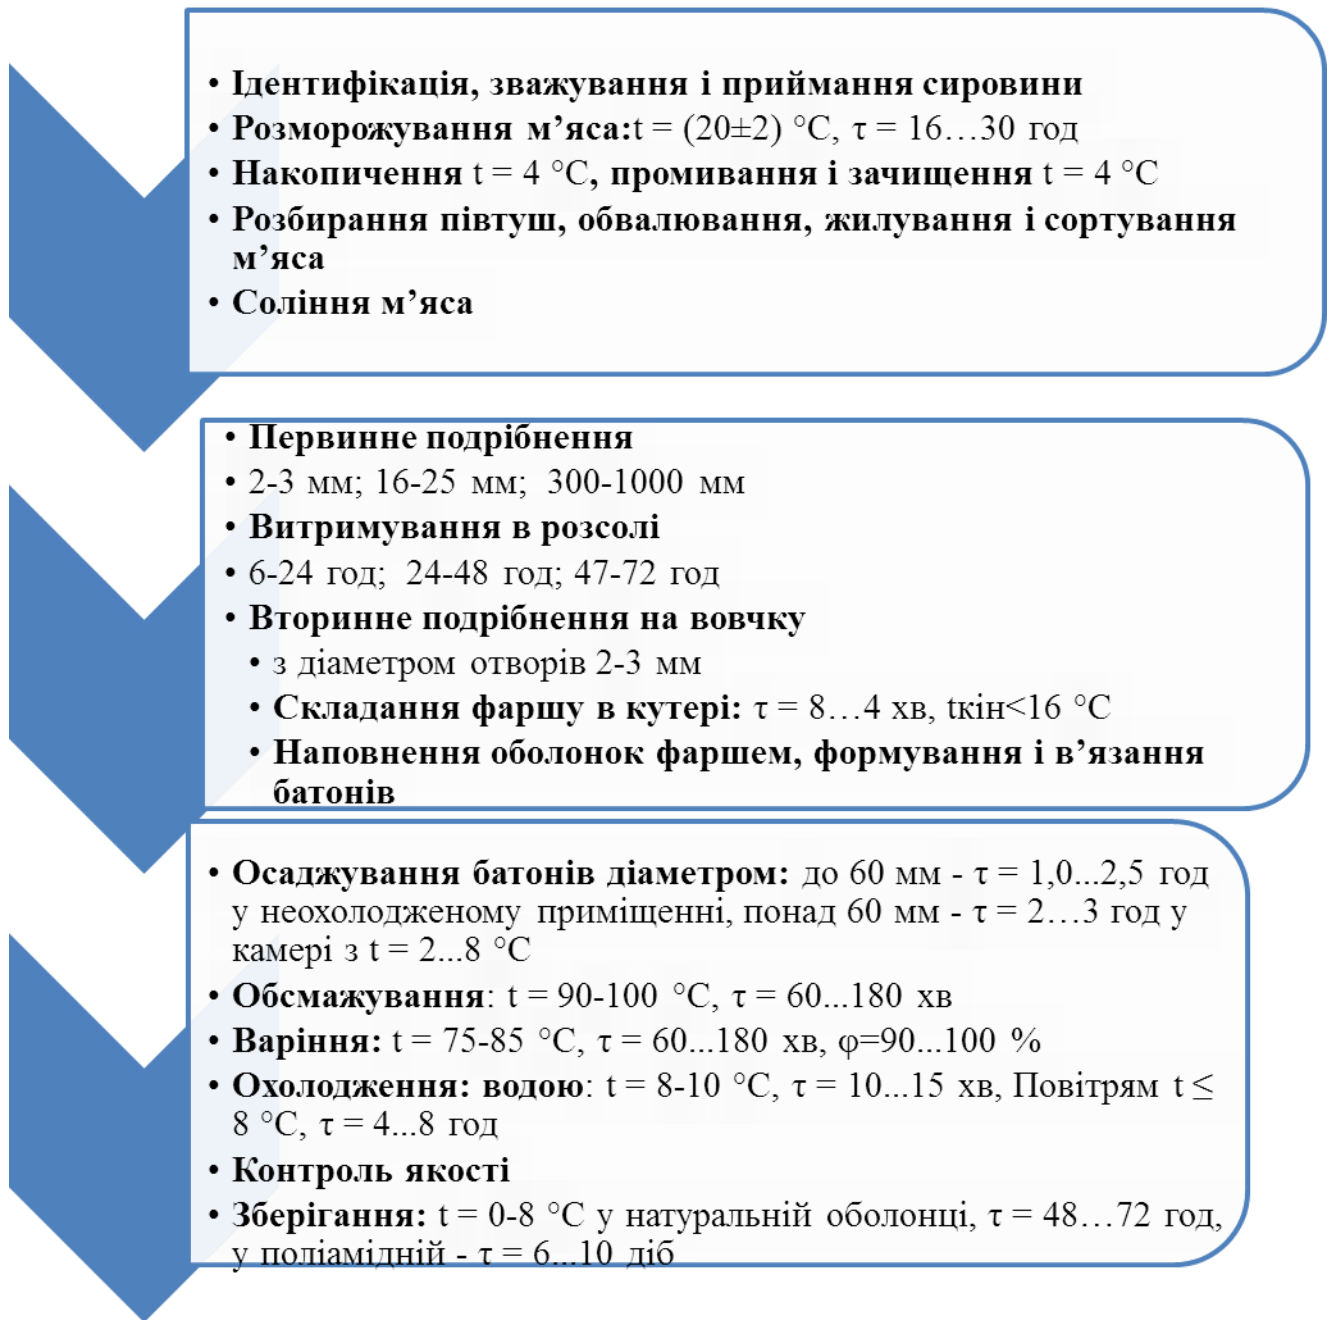 • Ідентифікація, зважування і приймання сировини
• Розморожування м’яса:t = (20±2) °C, τ = 16…30 год
• Накопичення t = 4 °C, промивання і зачищення t = 4 °C
• Розбирання півтуш, обвалювання, жилування і сортування
м’яса
• Соління м’яса
• Первинне подрібнення
• 2-3 мм; 16-25 мм; 300-1000 мм
• Витримування в розсолі
• 6-24 год; 24-48 год; 47-72 год
• Вторинне подрібнення на вовчку
• з діаметром отворів 2-3 мм
• Складання фаршу в кутері: τ = 8…4 хв, tкін<16 °C
• Наповнення оболонок фаршем, формування і в’язання
батонів
• Осаджування батонів діаметром: до 60 мм - τ = 1,0...2,5 год
у неохолодженому приміщенні, понад 60 мм - τ = 2…3 год у
камері з t = 2...8 °C
• Обсмажування: t = 90-100 °C, τ = 60...180 хв
• Варіння: t = 75-85 °C, τ = 60...180 хв, φ=90...100 %
• Охолодження: водою: t = 8-10 °C, τ = 10...15 хв, Повітрям t ≤
8 °C, τ = 4...8 год
• Контроль якості
• Зберігання: t = 0-8 °C у натуральній оболонці, τ = 48…72 год,
у поліамідній - τ = 6...10 діб